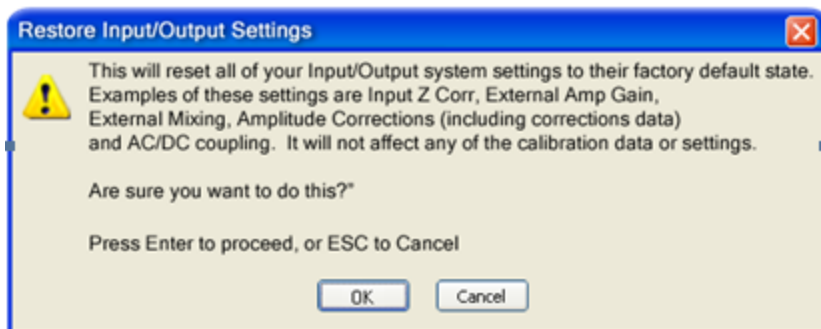 Restore Input/Output Settings
This will reset all of your Input/Output system settings to their factory default state.
Examples of these settings are Input Z Corr, External Amp Gain,
External Mixing, Amplitude Corrections (including corrections data)
and AC/DC coupling. It will not affect any of the calibration data or settings.
Are sure you want to do this?"
Press Enter to proceed, or ESC to Cancel
OK Cancel